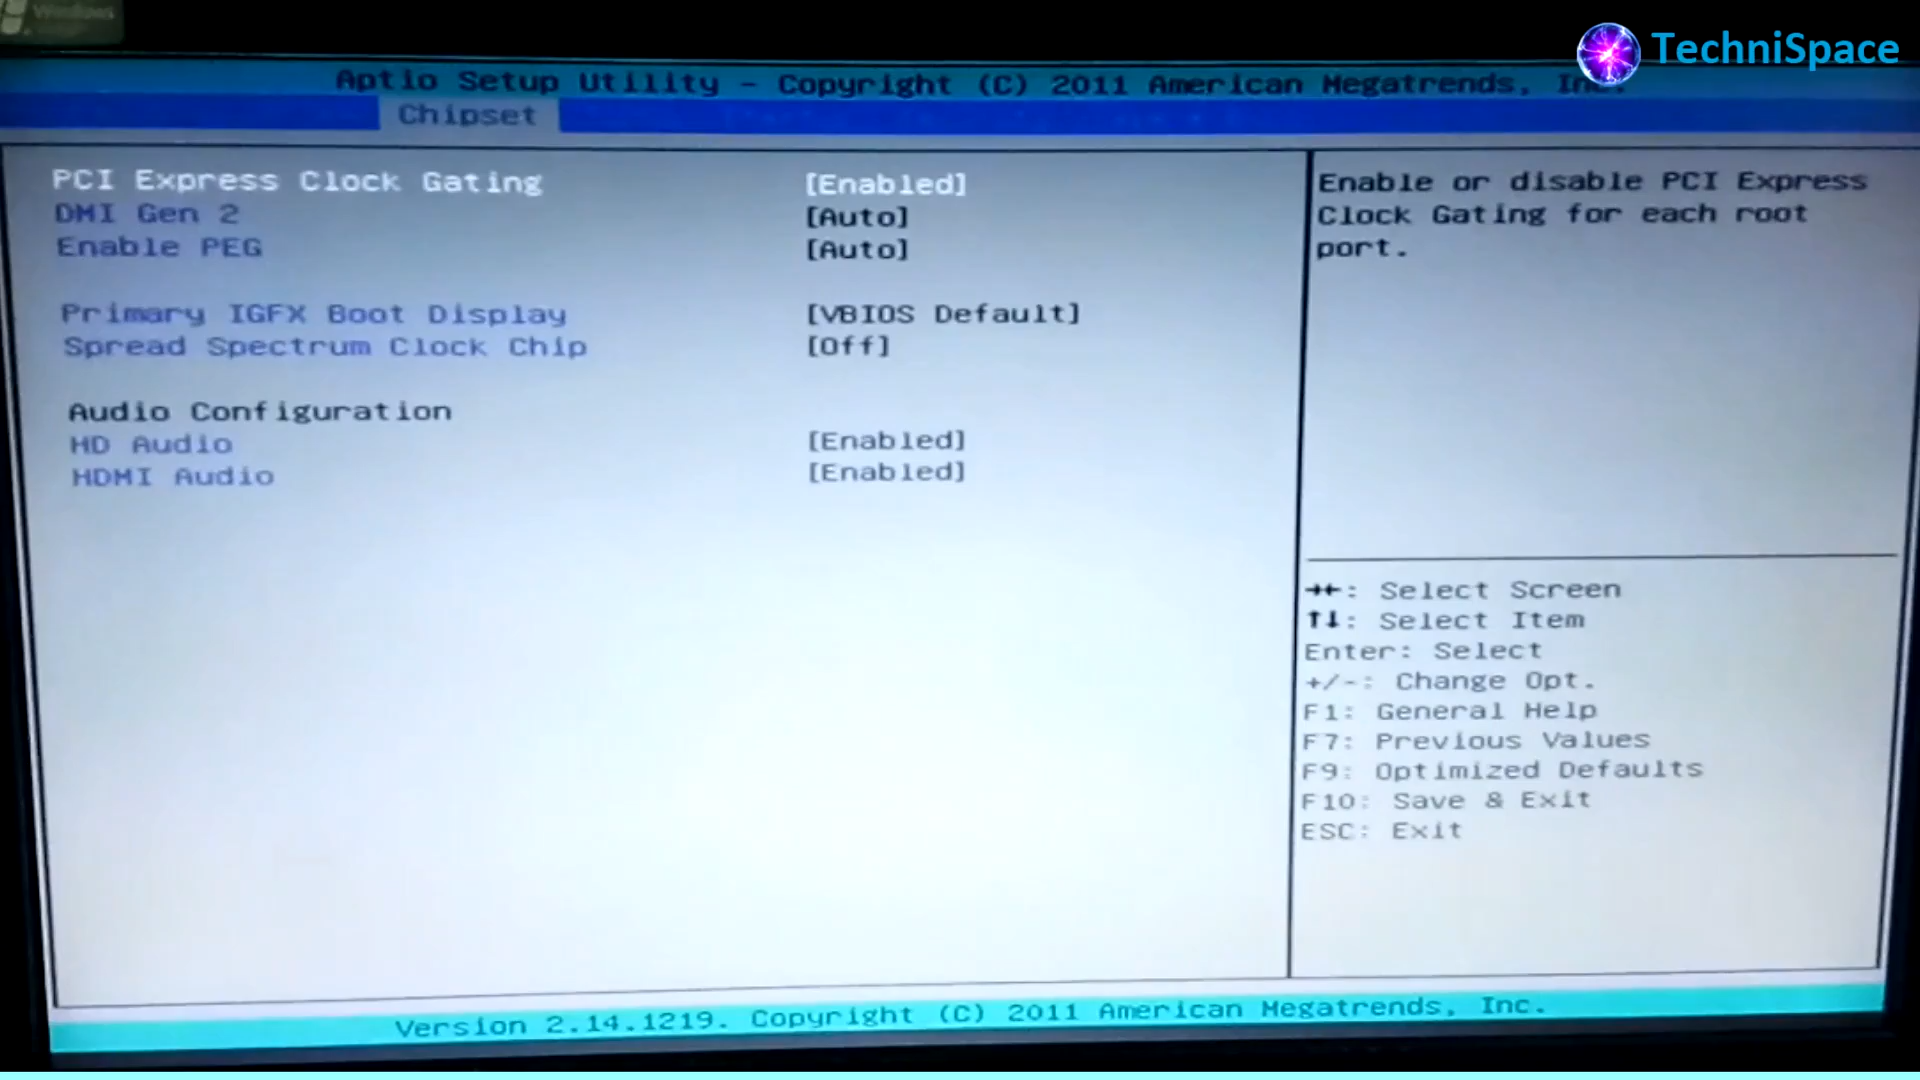 Windows
TechniSpace
Aptio Setup Utility - Copyright (C) 2011 American Megatrends, Inc.
Chipset
PCI Express Clock Gating [Enabled]
DMI Gen 2 [Auto]
Enable PEG [Auto]
Primary IGFX Boot Display [VBIOS Default]
Spread Spectrum Clock Chip [Off]
Audio Configuration
HD Audio [Enabled]
HDMI Audio [Enabled]
Enable or disable PCI Express
Clock Gating for each root
port.
→←: Select Screen
↑↓: Select Item
Enter: Select
+/-: Change Opt.
F1: General Help
F7: Previous Values
F9: Optimized Defaults
F10: Save & Exit
ESC: Exit
Version 2.14.1219. Copyright (C) 2011 American Megatrends, Inc.